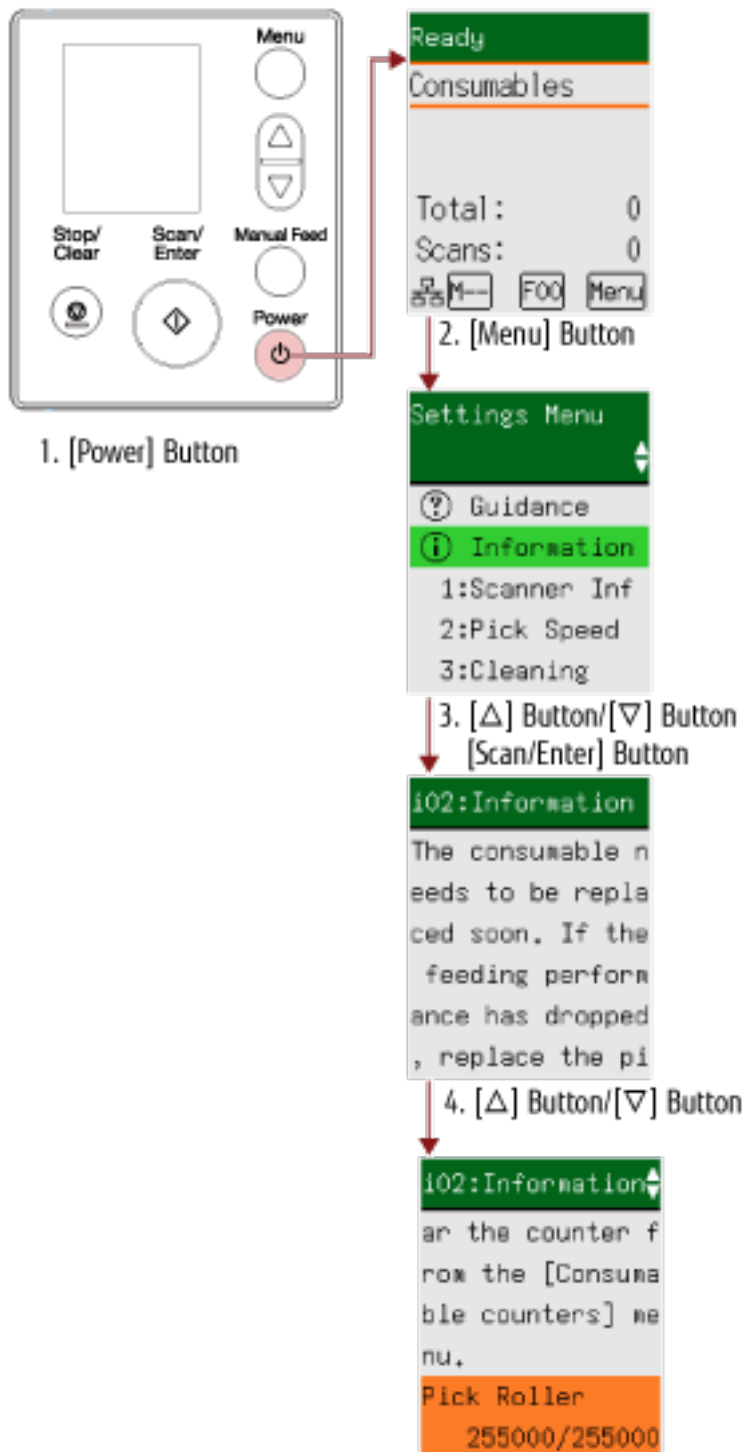 Menu
Stop/
Clear
Scan/
Enter
Manual Feed
Power
1. [Power] Button
Ready
Consumables
Total: 0
Scans: 0
M-- F00 Menu
2. [Menu] Button
Settings Menu
? Guidance
i Information
1:Scanner Inf
2:Pick Speed
3:Cleaning
3. [△] Button/[▽] Button
[Scan/Enter] Button
i02:Information
The consumable n
eeds to be repla
ced soon. If the
feeding perform
ance has dropped
, replace the pi
4. [△] Button/[▽] Button
i02:Information
ar the counter f
rom the [Consuma
ble counters] me
nu.
Pick Roller
255000/255000